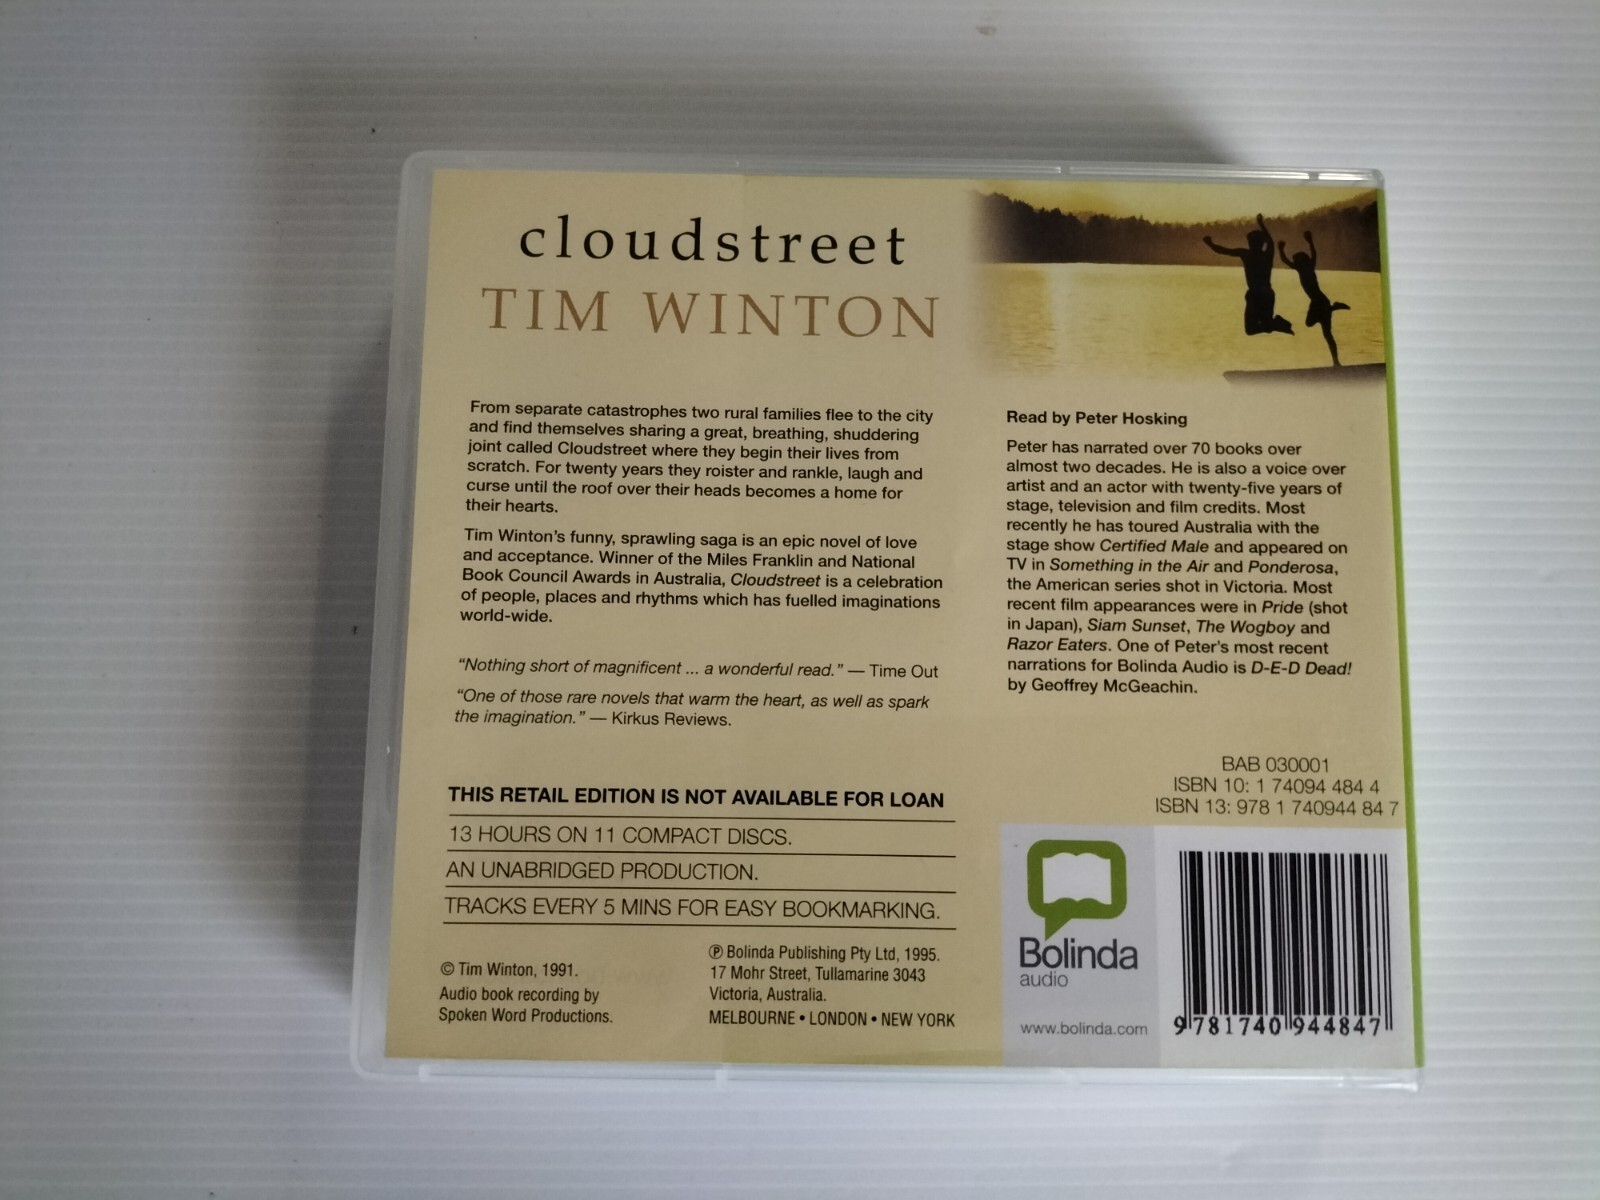 cloudstreet
TIM WINTON
From separate catastrophes two rural families flee to the city
and find themselves sharing a great, breathing, shuddering
joint called Cloudstreet where they begin their lives from
scratch. For twenty years they roister and rankle, laugh and
curse until the roof over their heads becomes a home for
their hearts.
Tim Winton's funny, sprawling saga is an epic novel of love
and acceptance. Winner of the Miles Franklin and National
Book Council Awards in Australia, Cloudstreet is a celebration
of people, places and rhythms which has fuelled imaginations
world-wide.
“Nothing short of magnificent ... a wonderful read.” — Time Out
“One of those rare novels that warm the heart, as well as spark
the imagination.” — Kirkus Reviews.
THIS RETAIL EDITION IS NOT AVAILABLE FOR LOAN
13 HOURS ON 11 COMPACT DISCS.
AN UNABRIDGED PRODUCTION.
TRACKS EVERY 5 MINS FOR EASY BOOKMARKING.
© Tim Winton, 1991.
Audio book recording by
Spoken Word Productions.
℗ Bolinda Publishing Pty Ltd, 1995.
17 Mohr Street, Tullamarine 3043
Victoria, Australia.
MELBOURNE • LONDON • NEW YORK
Read by Peter Hosking
Peter has narrated over 70 books over
almost two decades. He is also a voice over
artist and an actor with twenty-five years of
stage, television and film credits. Most
recently he has toured Australia with the
stage show Certified Male and appeared on
TV in Something in the Air and Ponderosa,
the American series shot in Victoria. Most
recent film appearances were in Pride (shot
in Japan), Siam Sunset, The Wogboy and
Razor Eaters. One of Peter's most recent
narrations for Bolinda Audio is D-E-D Dead!
by Geoffrey McGeachin.
BAB 030001
ISBN 10: 1 74094 484 4
ISBN 13: 978 1 740944 84 7
Bolinda
audio
www.bolinda.com
9 781740 944847